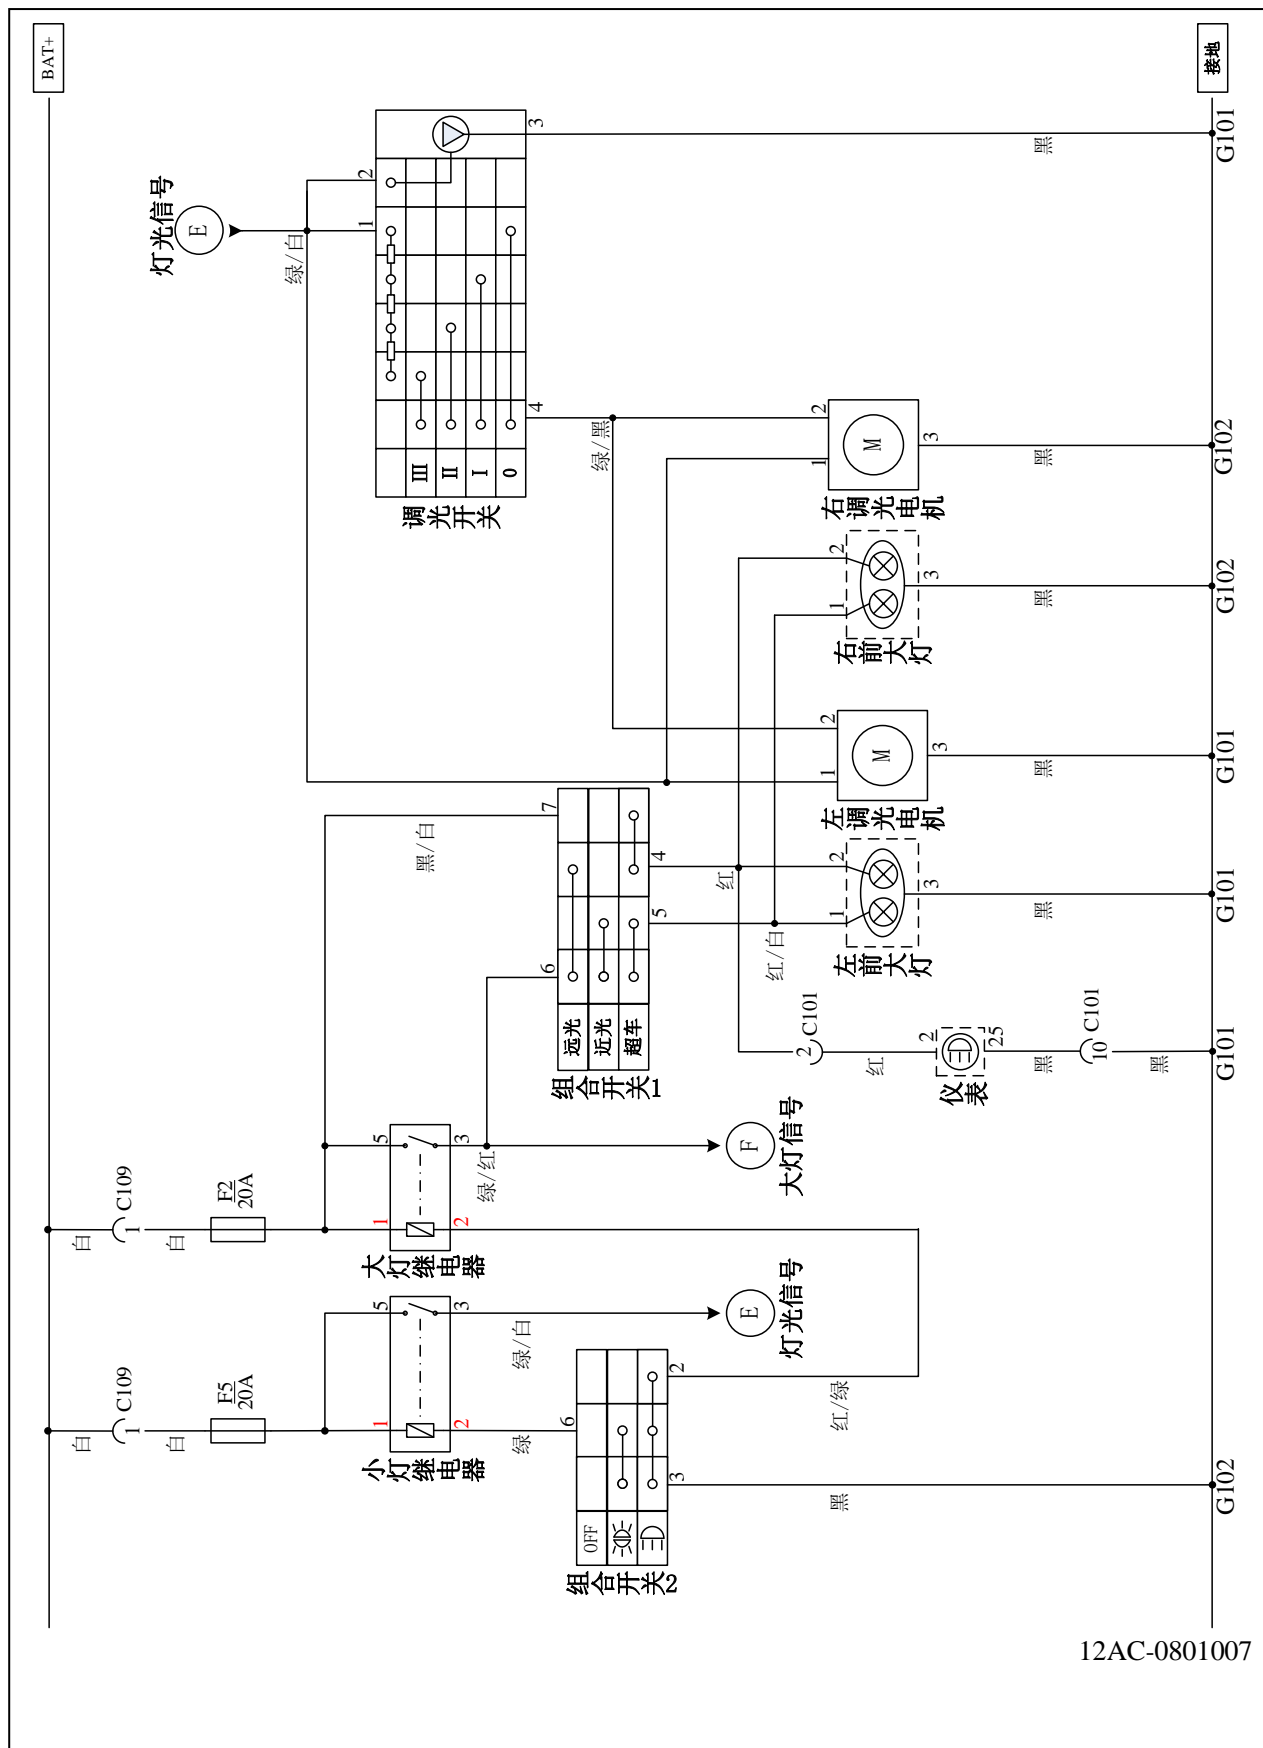 BAT+
白
C109
1
白
F5
20A
白
C109
1
白
F2
20A
灯光信号
E
绿/白
小灯继电器
1
5
2
3
大灯继电器
1
5
2
3
绿
绿/白
绿/红
黑/白
调光开关
1
2
III
II
I
0
4
3
组合开关2
6
OFF
3
2
组合开关1
6
7
远光
近光
超车
5
4
绿/黑
E
灯光信号
F
大灯信号
红
红/白
红/绿
黑
2
C101
红
左前大灯
1
2
3
左调光电机
1
2
M
3
右前大灯
1
2
3
右调光电机
1
2
M
3
仪表
2
25
黑
10
C101
黑
黑
黑
黑
黑
黑
接地
G102
G101
G101
G101
G102
G102
G101
12AC-0801007